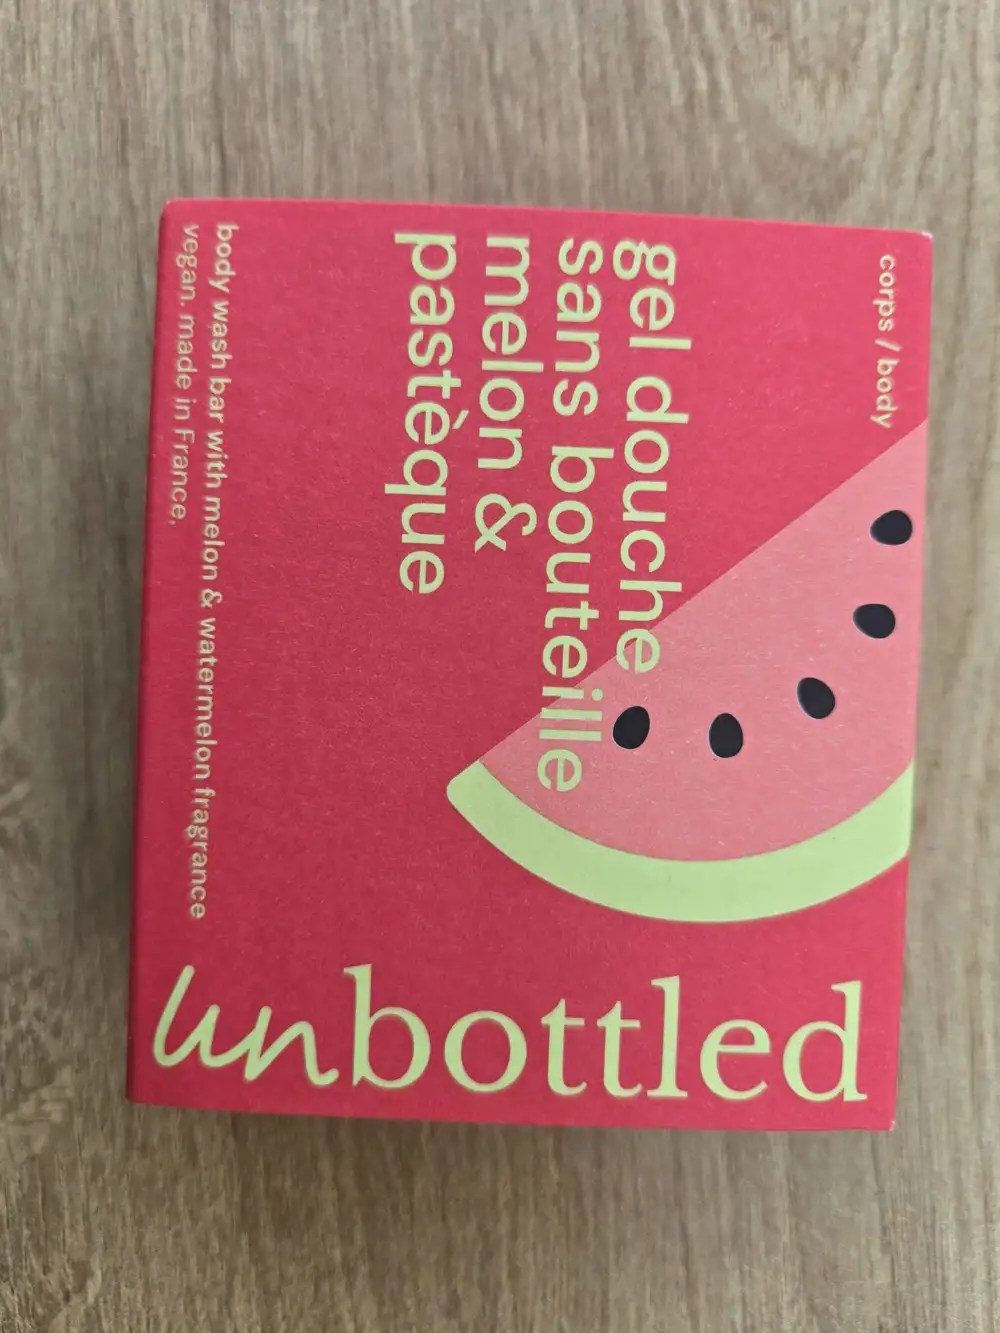 corps / body
gel douche
sans bouteille
melon &
pastèque
body wash bar with melon & watermelon fragrance
vegan. made in France.
unbottled